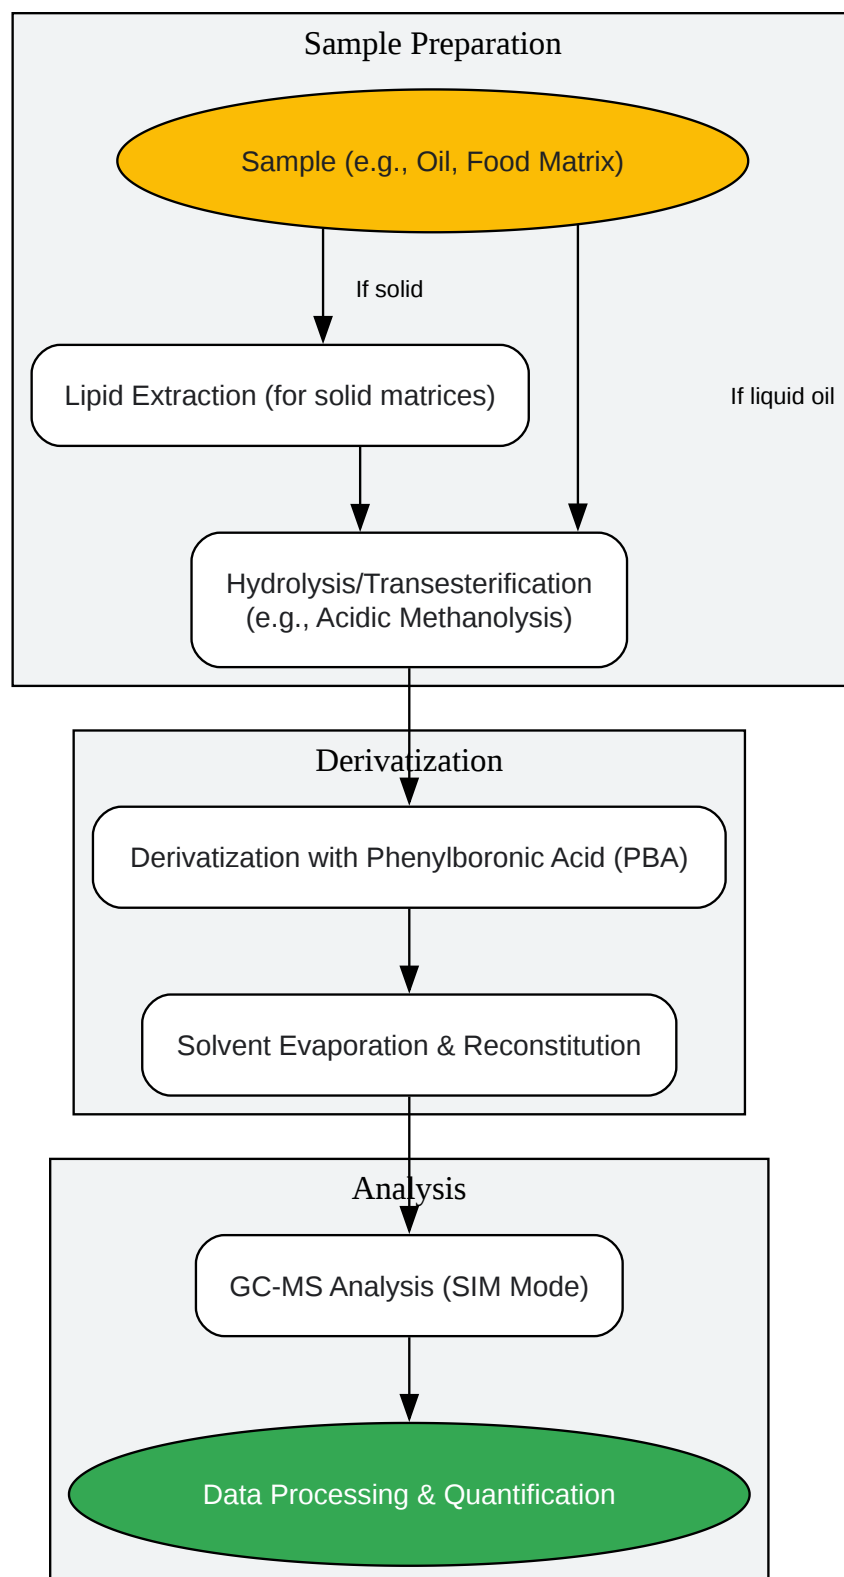 Sample Preparation
Sample (e.g., Oil, Food Matrix)
If solid
Lipid Extraction (for solid matrices)
If liquid oil
Hydrolysis/Transesterification
(e.g., Acidic Methanolysis)
Derivatization
Derivatization with Phenylboronic Acid (PBA)
Solvent Evaporation & Reconstitution
Analysis
GC-MS Analysis (SIM Mode)
Data Processing & Quantification